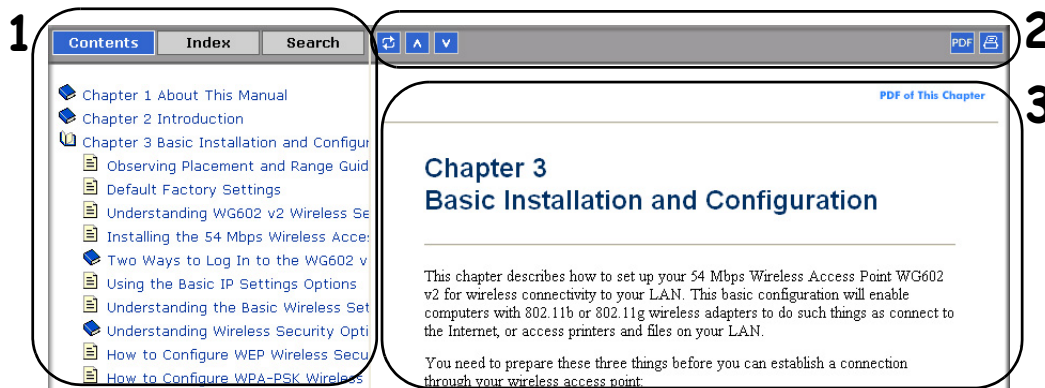 1
Contents Index Search
PDF
2
Chapter 1 About This Manual
Chapter 2 Introduction
Chapter 3 Basic Installation and Configur
Observing Placement and Range Guid
Default Factory Settings
Understanding WG602 v2 Wireless Se
Installing the 54 Mbps Wireless Acce
Two Ways to Log In to the WG602 v
Using the Basic IP Settings Options
Understanding the Basic Wireless Set
Understanding Wireless Security Opti
How to Configure WEP Wireless Secu
How to Configure WPA-PSK Wireless
3
PDF of This Chapter
Chapter 3
Basic Installation and Configuration
This chapter describes how to set up your 54 Mbps Wireless Access Point WG602
v2 for wireless connectivity to your LAN. This basic configuration will enable
computers with 802.11b or 802.11g wireless adapters to do such things as connect to
the Internet, or access printers and files on your LAN.
You need to prepare these three things before you can establish a connection
through your wireless access point: